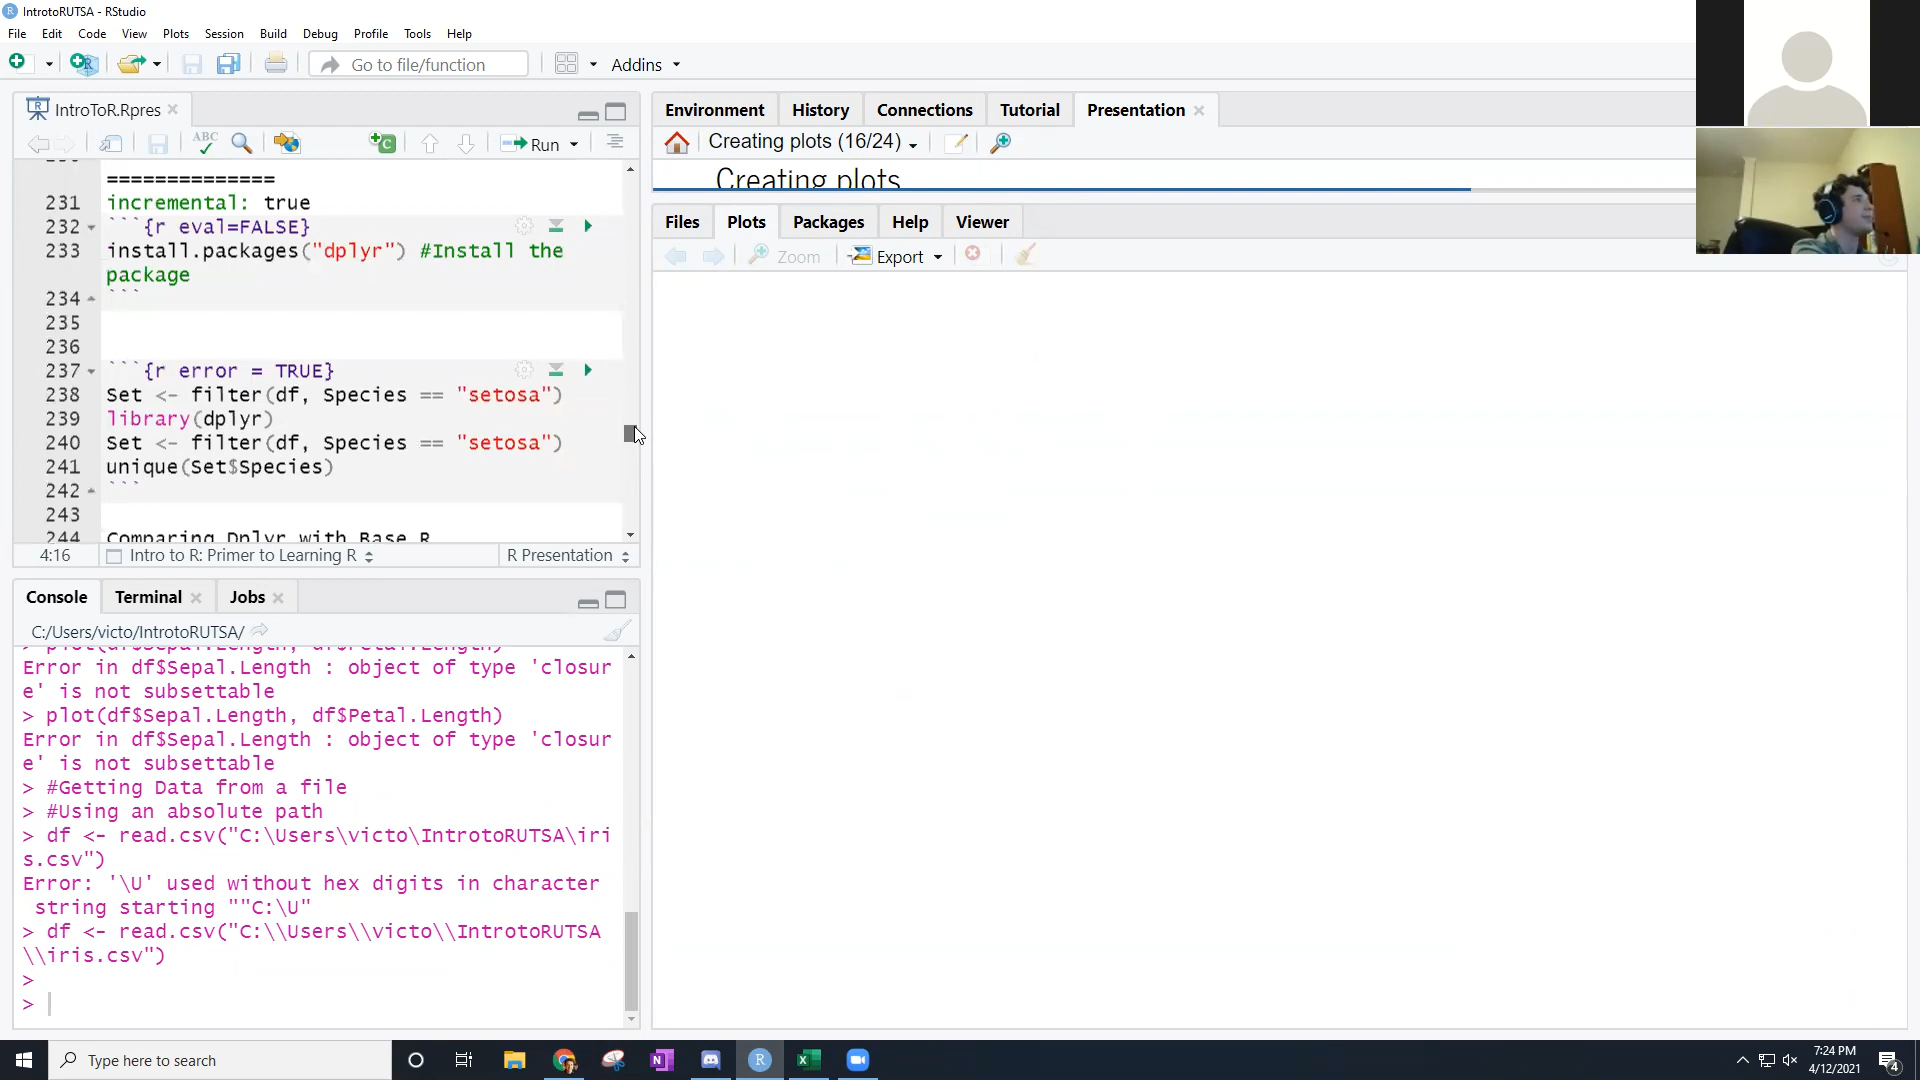 IntrotoRUTSA - RStudio
File Edit Code View Plots Session Build Debug Profile Tools Help
Go to file/function Addins
IntroToR.Rpres
ABC Run
==============
231 incremental: true
232 ```{r eval=FALSE}
233 install.packages("dplyr") #Install the
package
234 ```
235
236
237 ```{r error = TRUE}
238 Set <- filter(df, Species == "setosa")
239 library(dplyr)
240 Set <- filter(df, Species == "setosa")
241 unique(Set$Species)
242 ```
243
244 Comparing Dplyr with Base R
4:16 Intro to R: Primer to Learning R R Presentation
Console Terminal Jobs
C:/Users/victo/IntrotoRUTSA/
> plot(df$Sepal.Length, df$Petal.Length)
Error in df$Sepal.Length : object of type 'closur
e' is not subsettable
> plot(df$Sepal.Length, df$Petal.Length)
Error in df$Sepal.Length : object of type 'closur
e' is not subsettable
> #Getting Data from a file
> #Using an absolute path
> df <- read.csv("C:\Users\victo\IntrotoRUTSA\iri
s.csv")
Error: '\U' used without hex digits in character
string starting ""C:\U"
> df <- read.csv("C:\\Users\\victo\\IntrotoRUTSA
\\iris.csv")
>
>
Environment History Connections Tutorial Presentation
Creating plots (16/24)
Creating plots
Files Plots Packages Help Viewer
Zoom Export
Type here to search
7:24 PM
4/12/2021
4